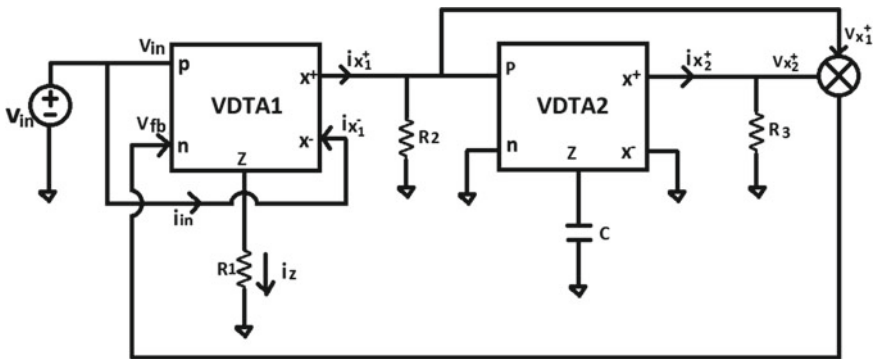 Vin
Vin
+
-
Vfb
p
n
VDTA1
x+
x-
Z
ix1+
ix1-
iin
R1
iz
R2
P
n
VDTA2
x+
x-
Z
C
ix2+
Vx2+
R3
Vx1+